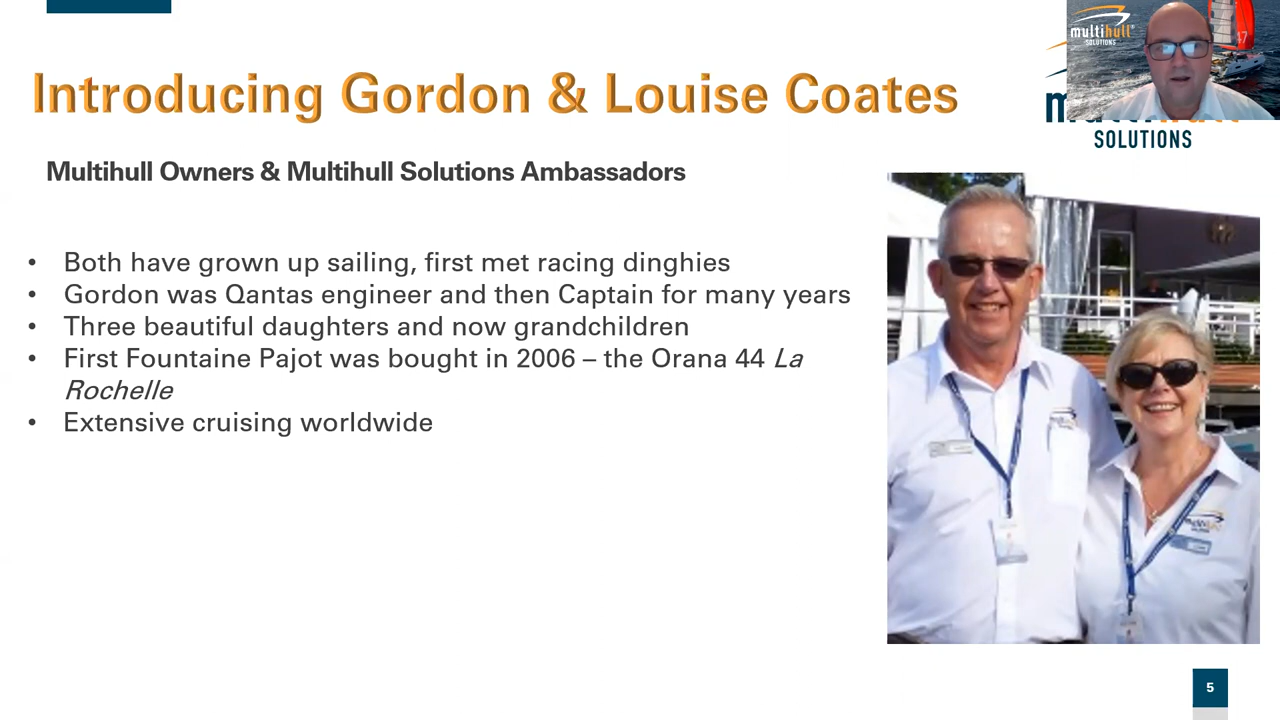 Introducing Gordon & Louise Coates
multihull
SOLUTIONS
47
SOLUTIONS
Multihull Owners & Multihull Solutions Ambassadors
• Both have grown up sailing, first met racing dinghies
• Gordon was Qantas engineer and then Captain for many years
• Three beautiful daughters and now grandchildren
• First Fountaine Pajot was bought in 2006 – the Orana 44 La
Rochelle
• Extensive cruising worldwide
5